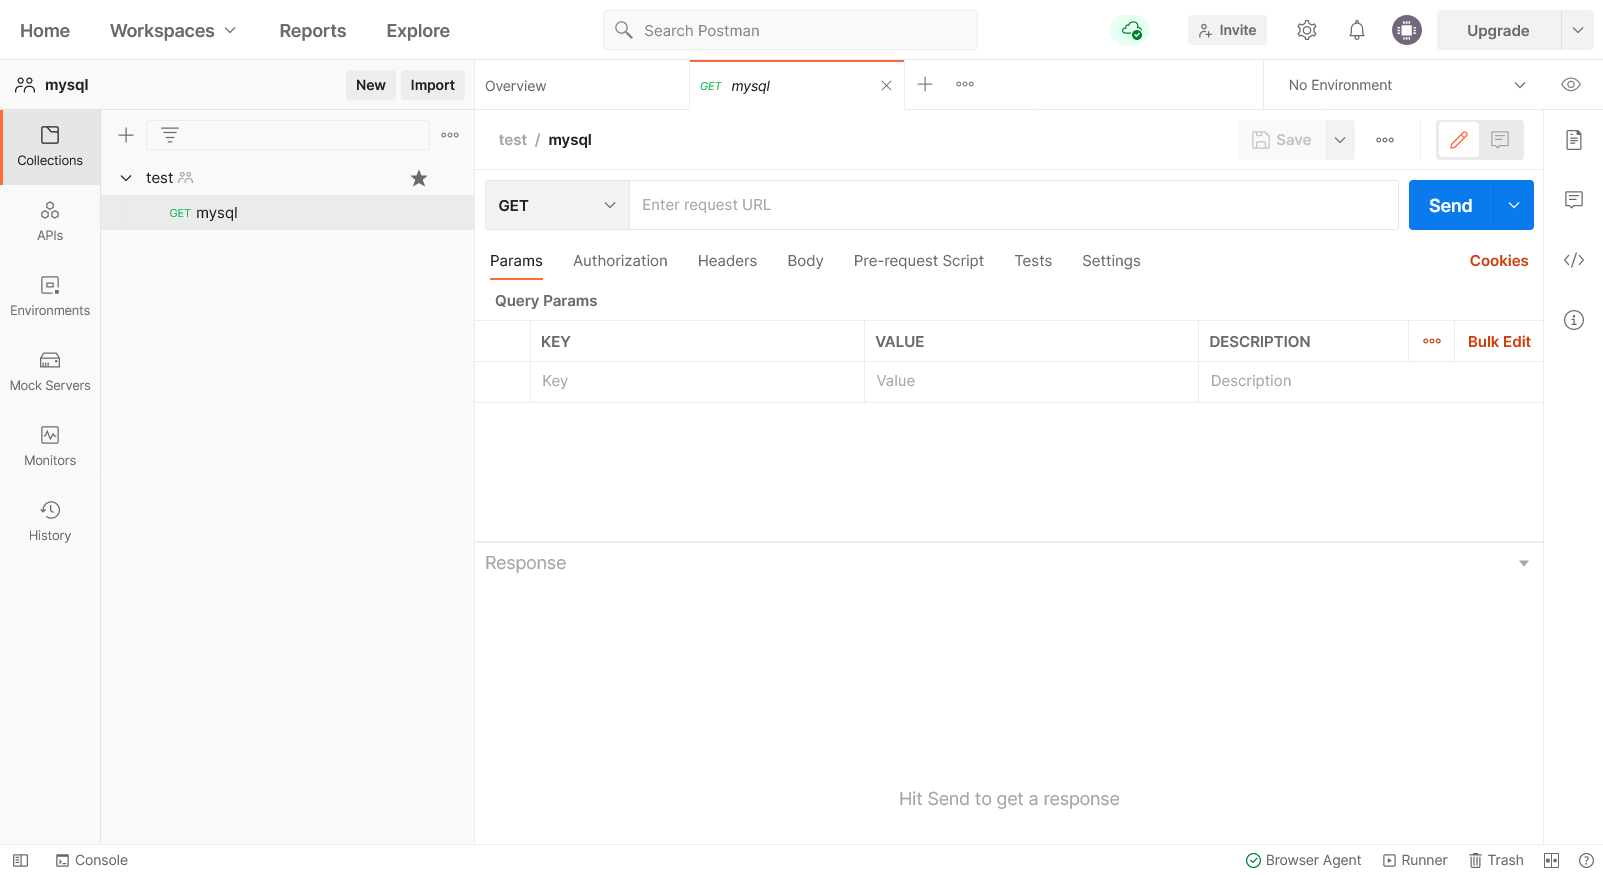 Home Workspaces Reports Explore Search Postman Invite Upgrade
mysql New Import Overview GET mysql No Environment
Collections
APIs
Environments
Mock Servers
Monitors
History
test
GET mysql
test / mysql Save
GET Enter request URL Send
Params Authorization Headers Body Pre-request Script Tests Settings Cookies
Query Params
KEY VALUE DESCRIPTION Bulk Edit
Key Value Description
Response
Hit Send to get a response
Console Browser Agent Runner Trash